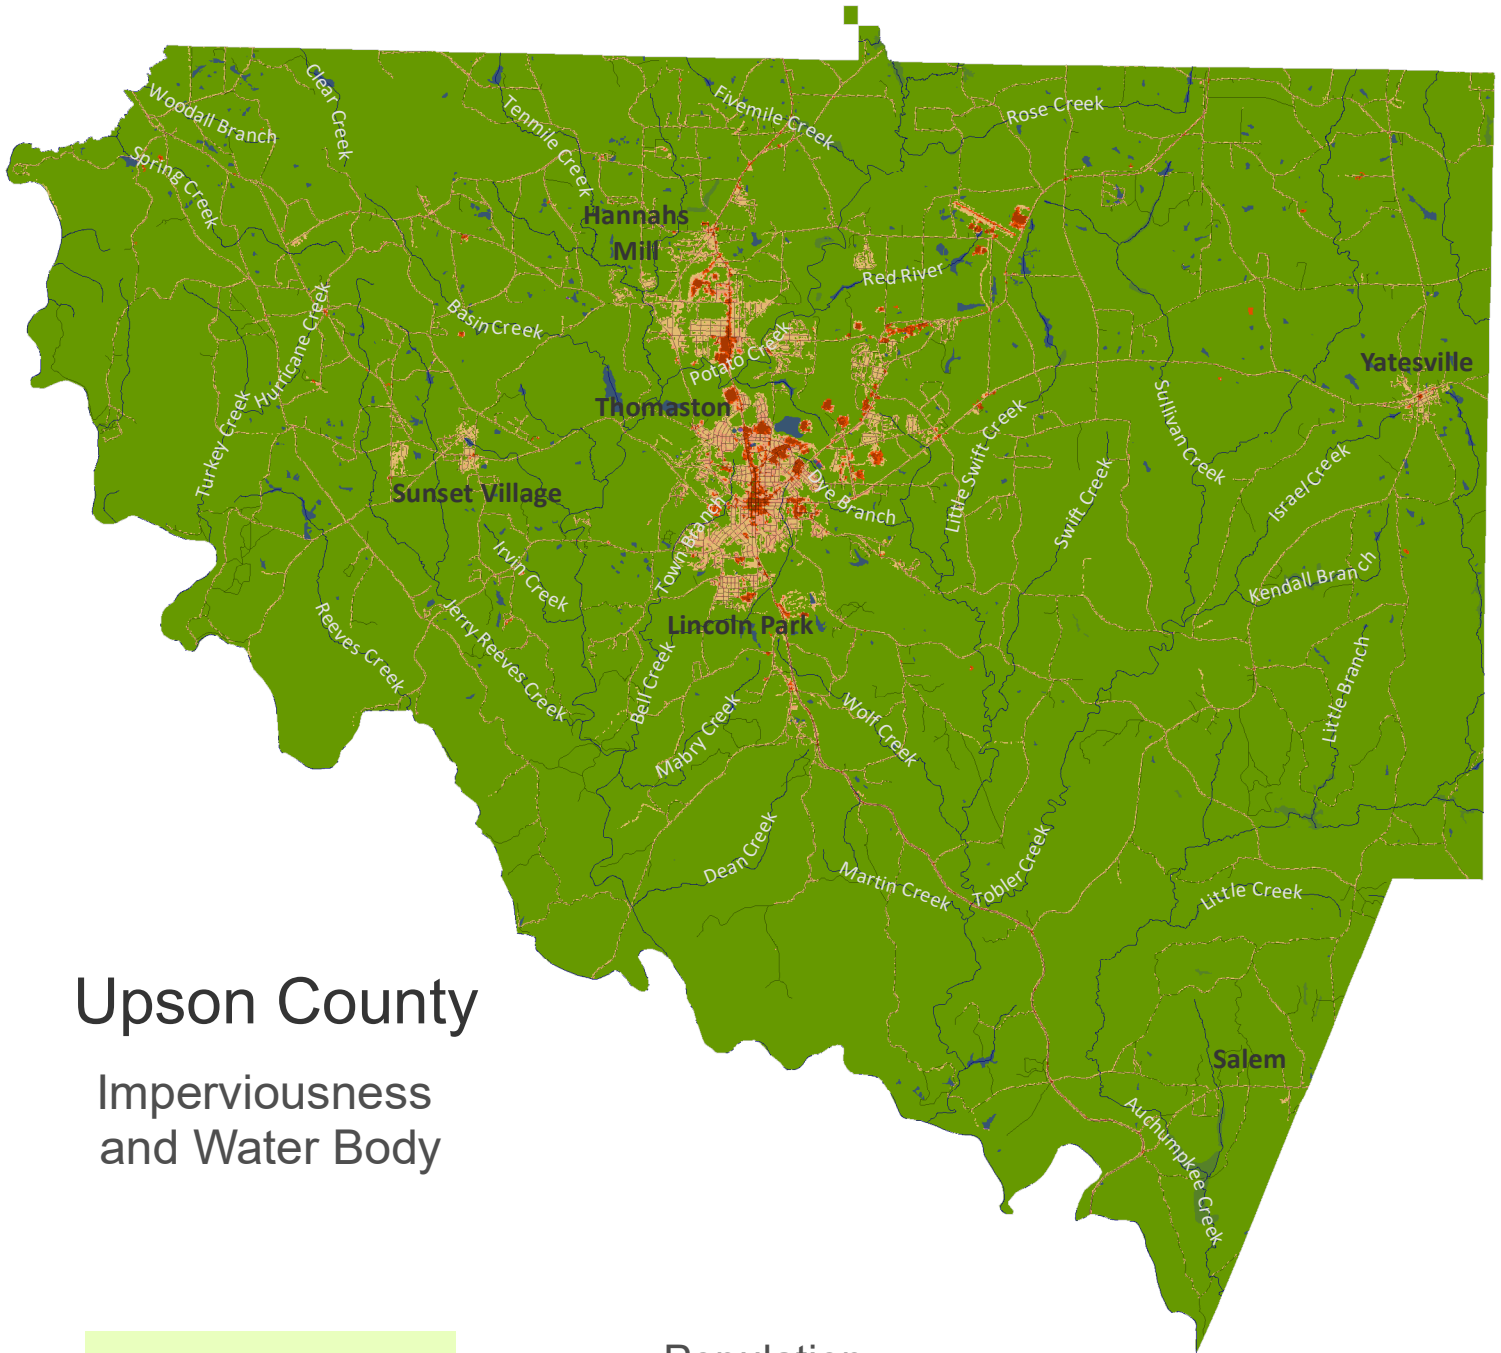 Clear Creek
Woodall Branch
Fivemile Creek
Rose Creek
Tenmile Creek
Spring Creek
Hannahs
Mill
Red River
Basin Creek
Hurricane Creek
Potato Creek
Yatesville
Thomaston
Turkey Creek
Sullivan Creek
Little Swift Creek
Israel Creek
Sunset Village
Dye Branch
Swift Creek
Town Branch
Irvin Creek
Kendall Branch
Lincoln Park
Reeves Creek
Jerry Reeves Creek
Bell Creek
Little Branch
Mabry Creek
Wolf Creek
Dean Creek
Martin Creek
Tobler Creek
Little Creek
Upson County
Salem
Imperviousness
and Water Body
Auchumpkee Creek
Population